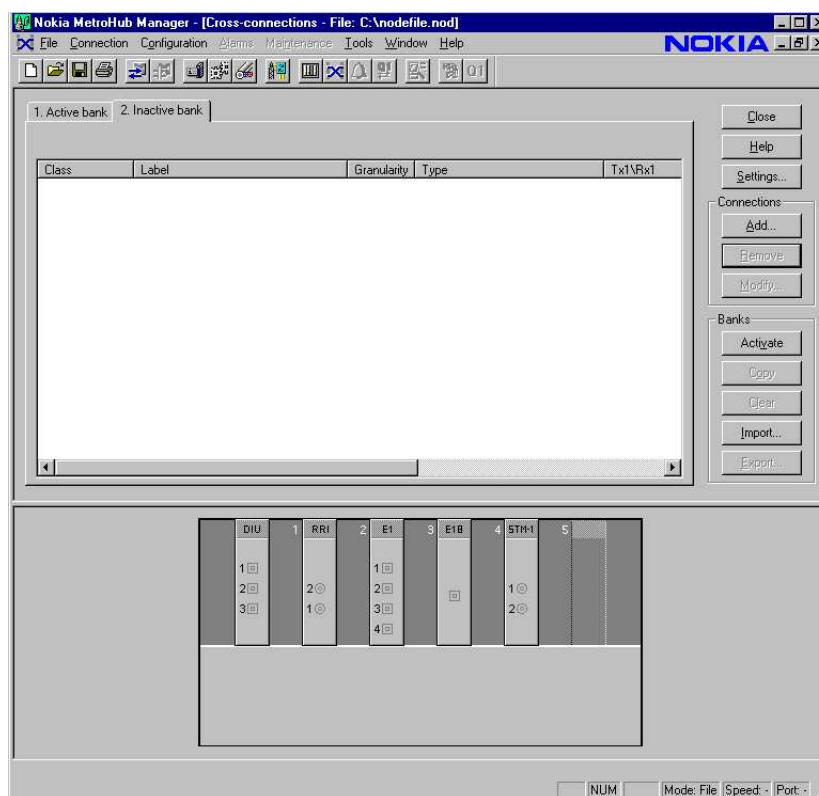 Nokia MetroHub Manager - [Cross-connections - File: C:\nodefile.nod]
File Connection Configuration Alarms Maintenance Tools Window Help
NOKIA
Q1
1. Active bank 2. Inactive bank
Class Label Granularity Type Tx1\Rx1
Close
Help
Settings...
Connections
Add...
Remove
Modify...
Banks
Activate
Copy
Clear
Import...
Export...
DIU 1 RRI 2 E1 3 E1B 4 STM-1 5
1 1
2 2 2 1
3 1 3 2
4
NUM Mode: File Speed: - Port: -